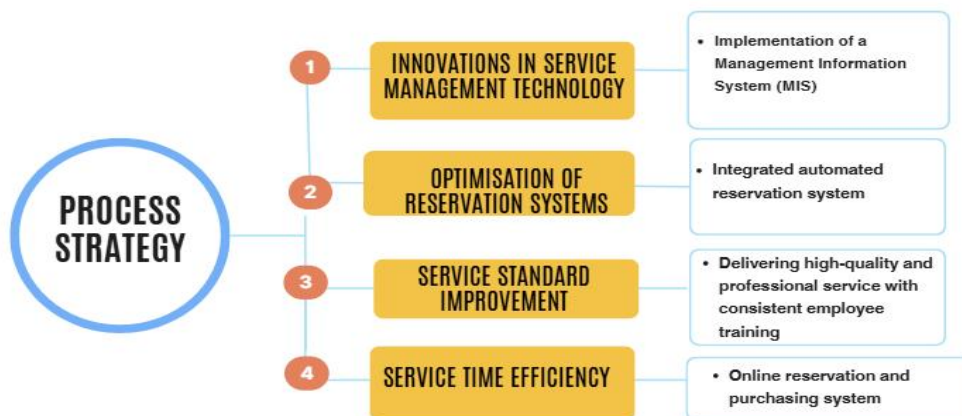 PROCESS
STRATEGY
1
INNOVATIONS IN SERVICE
MANAGEMENT TECHNOLOGY
• Implementation of a
Management Information
System (MIS)
2
OPTIMISATION OF
RESERVATION SYSTEMS
• Integrated automated
reservation system
3
SERVICE STANDARD
IMPROVEMENT
• Delivering high-quality and
professional service with
consistent employee
training
4
SERVICE TIME EFFICIENCY
• Online reservation and
purchasing system